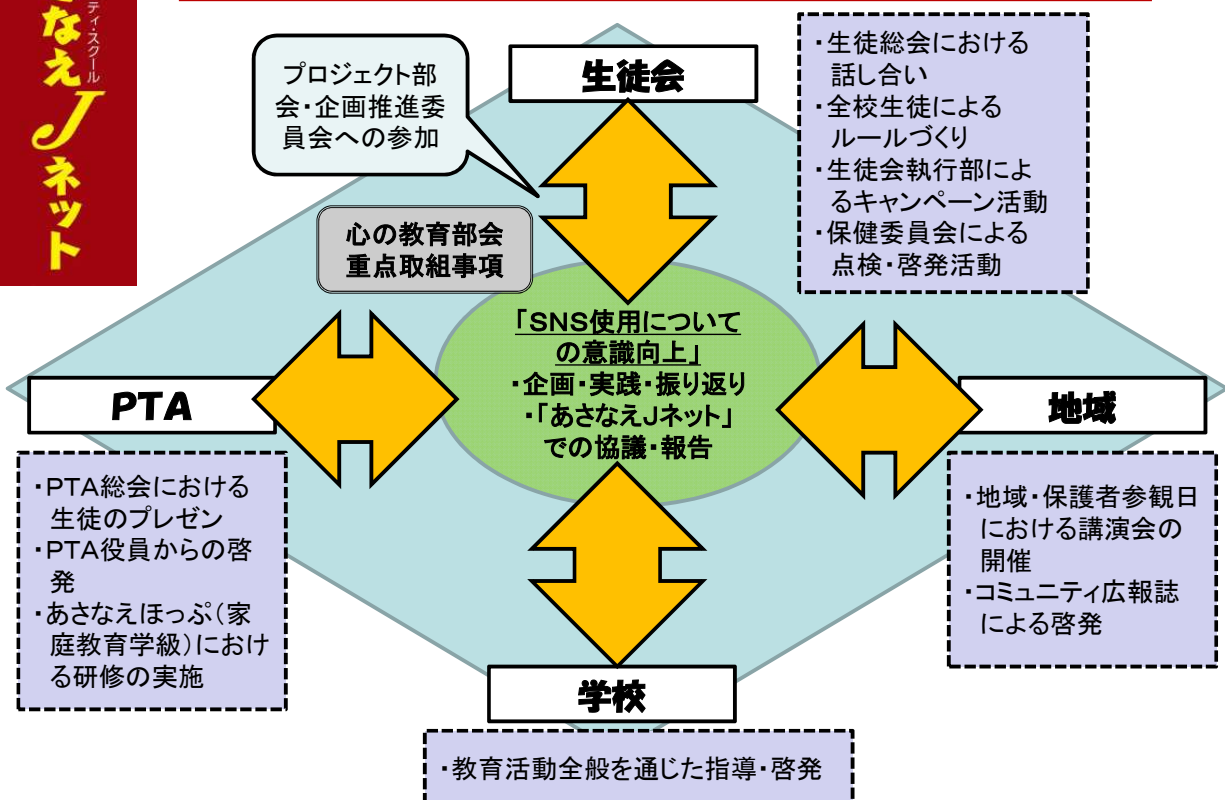 なえJネット
ティ・スクール
プロジェクト部
会・企画推進委
員会への参加
生徒会
・生徒総会における
話し合い
・全校生徒による
ルールづくり
・生徒会執行部によ
るキャンペーン活動
・保健委員会による
点検・啓発活動
心の教育部会
重点取組事項
「SNS使用について
の意識向上」
・企画・実践・振り返り
・「あさなえJネット」
での協議・報告
PTA
地域
・PTA総会における
生徒のプレゼン
・PTA役員からの啓
発
・あさなえほっぷ(家
庭教育学級)におけ
る研修の実施
・地域・保護者参観日
における講演会の
開催
・コミュニティ広報誌
による啓発
学校
・教育活動全般を通じた指導・啓発